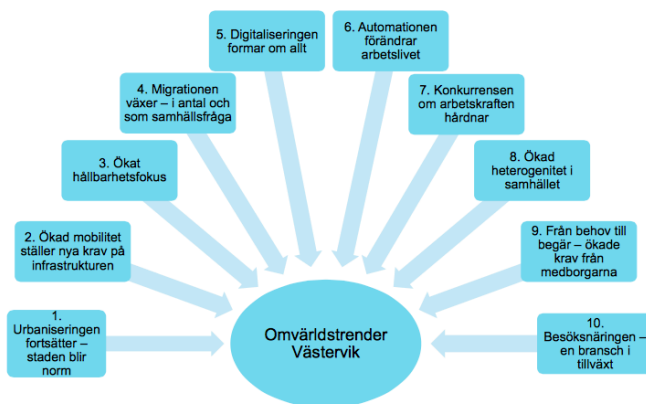 1.
Urbaniseringen
fortsätter –
staden blir
norm
2. Ökad mobilitet
ställer nya krav på
infrastrukturen
3. Ökat
hållbarhetsfokus
4. Migrationen
växer – i antal och
som samhällsfråga
5. Digitaliseringen
formar om allt
6. Automationen
förändrar
arbetslivet
7. Konkurrensen
om arbetskraften
hårdnar
8. Ökad
heterogenitet i
samhället
9. Från behov till
begär – ökade
krav från
medborgarna
10.
Besöksnäringen –
en bransch i
tillväxt
Omvärldstrender
Västervik